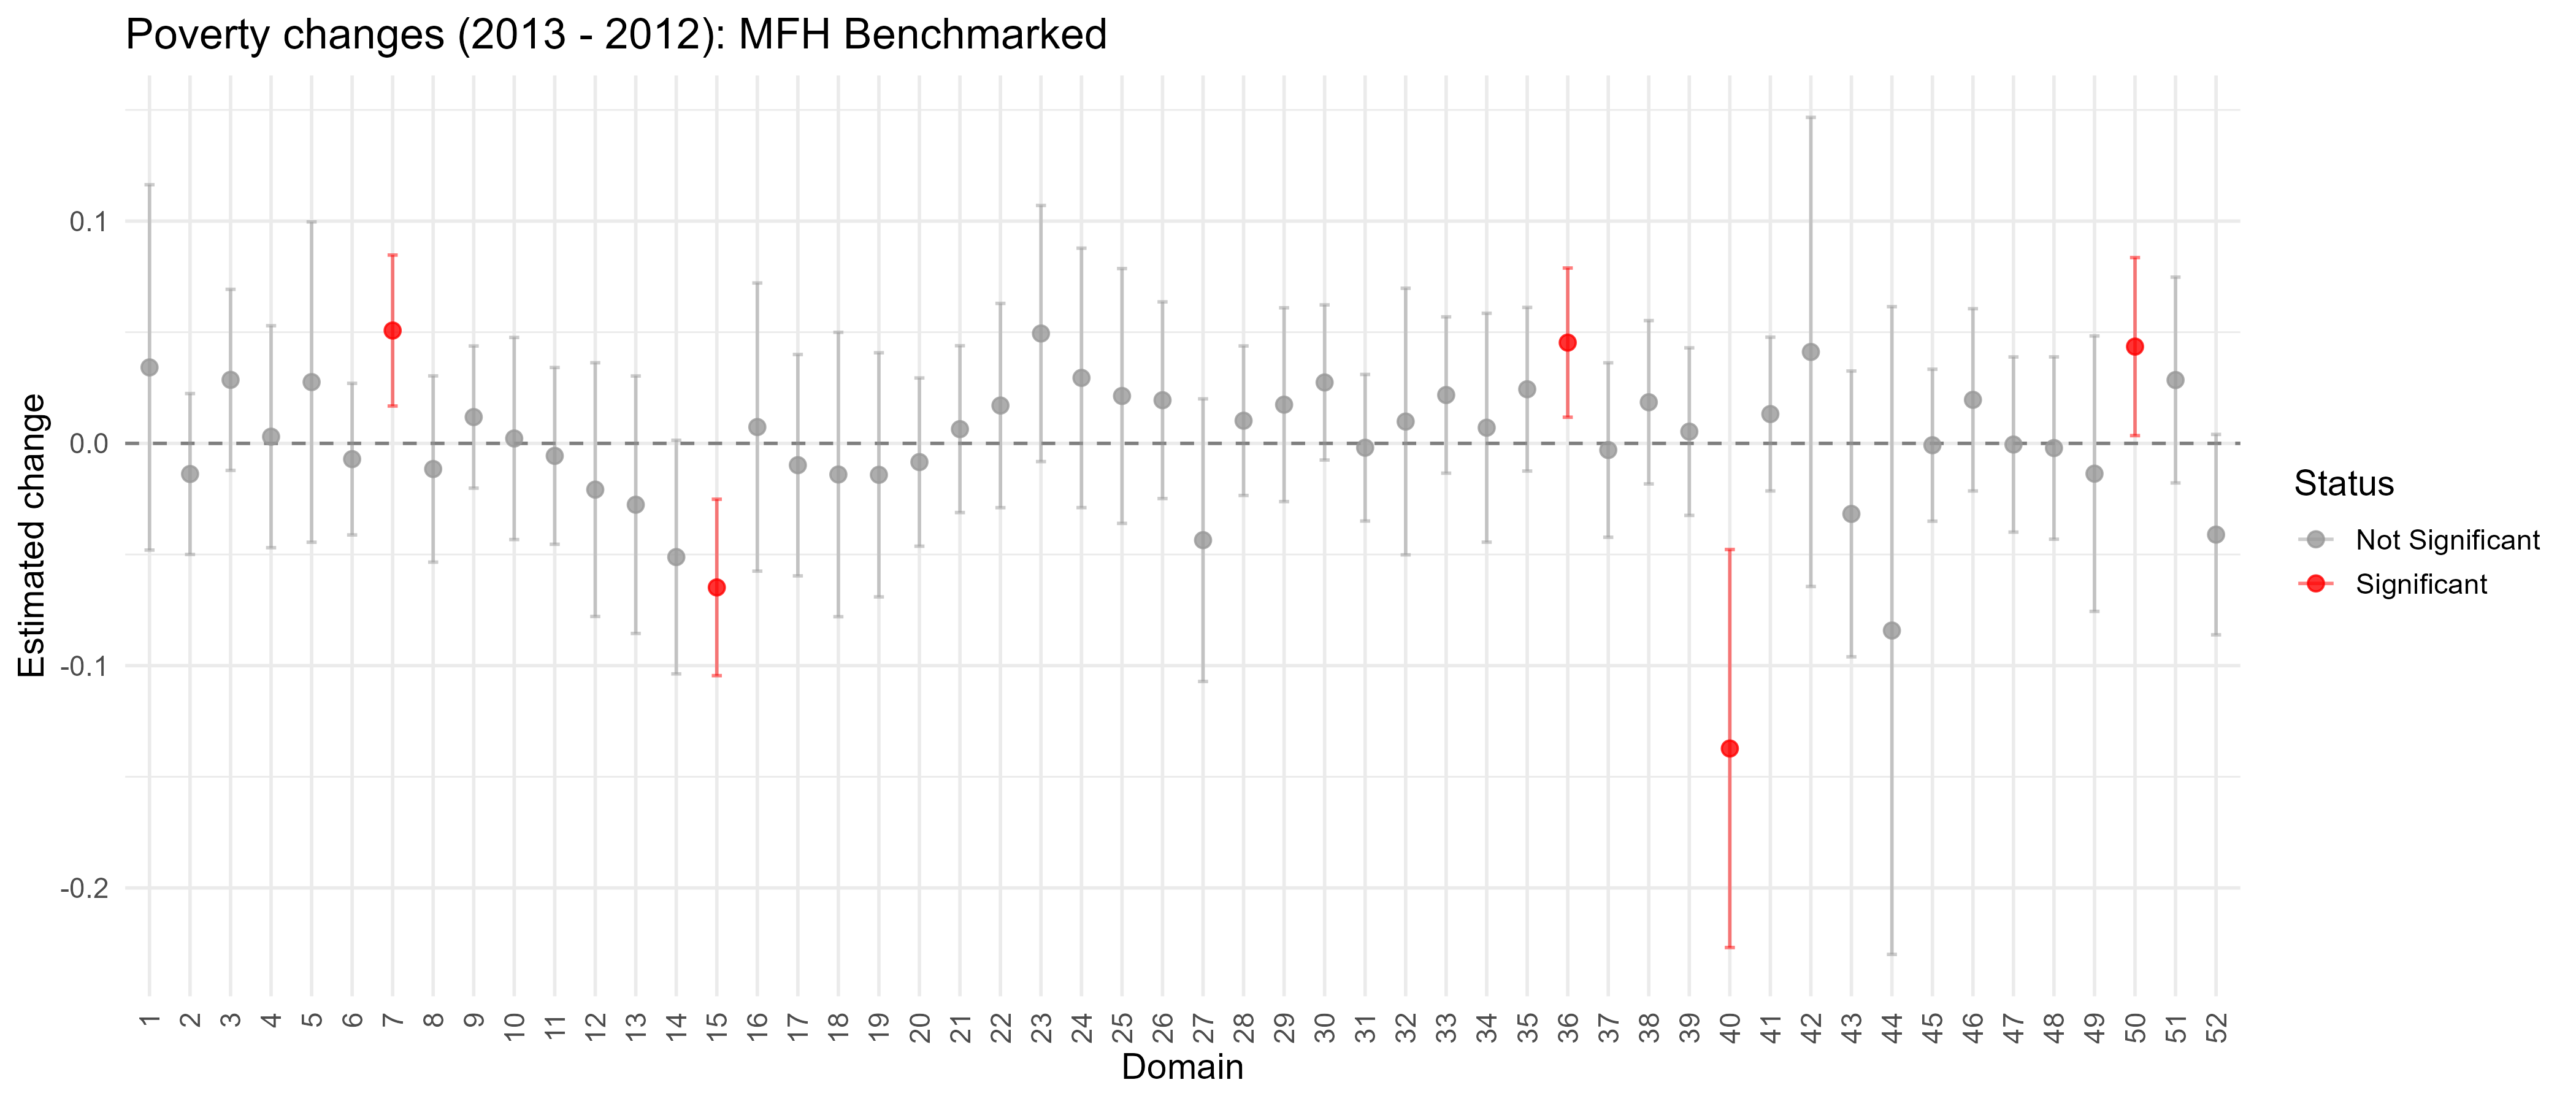 Poverty changes (2013 - 2012): MFH Benchmarked
Estimated change
0.1
0.0
-0.1
-0.2
1 2 3 4 5 6 7 8 9 10 11 12 13 14 15 16 17 18 19 20 21 22 23 24 25 26 27 28 29 30 31 32 33 34 35 36 37 38 39 40 41 42 43 44 45 46 47 48 49 50 51 52
Domain
Status
Not Significant
Significant